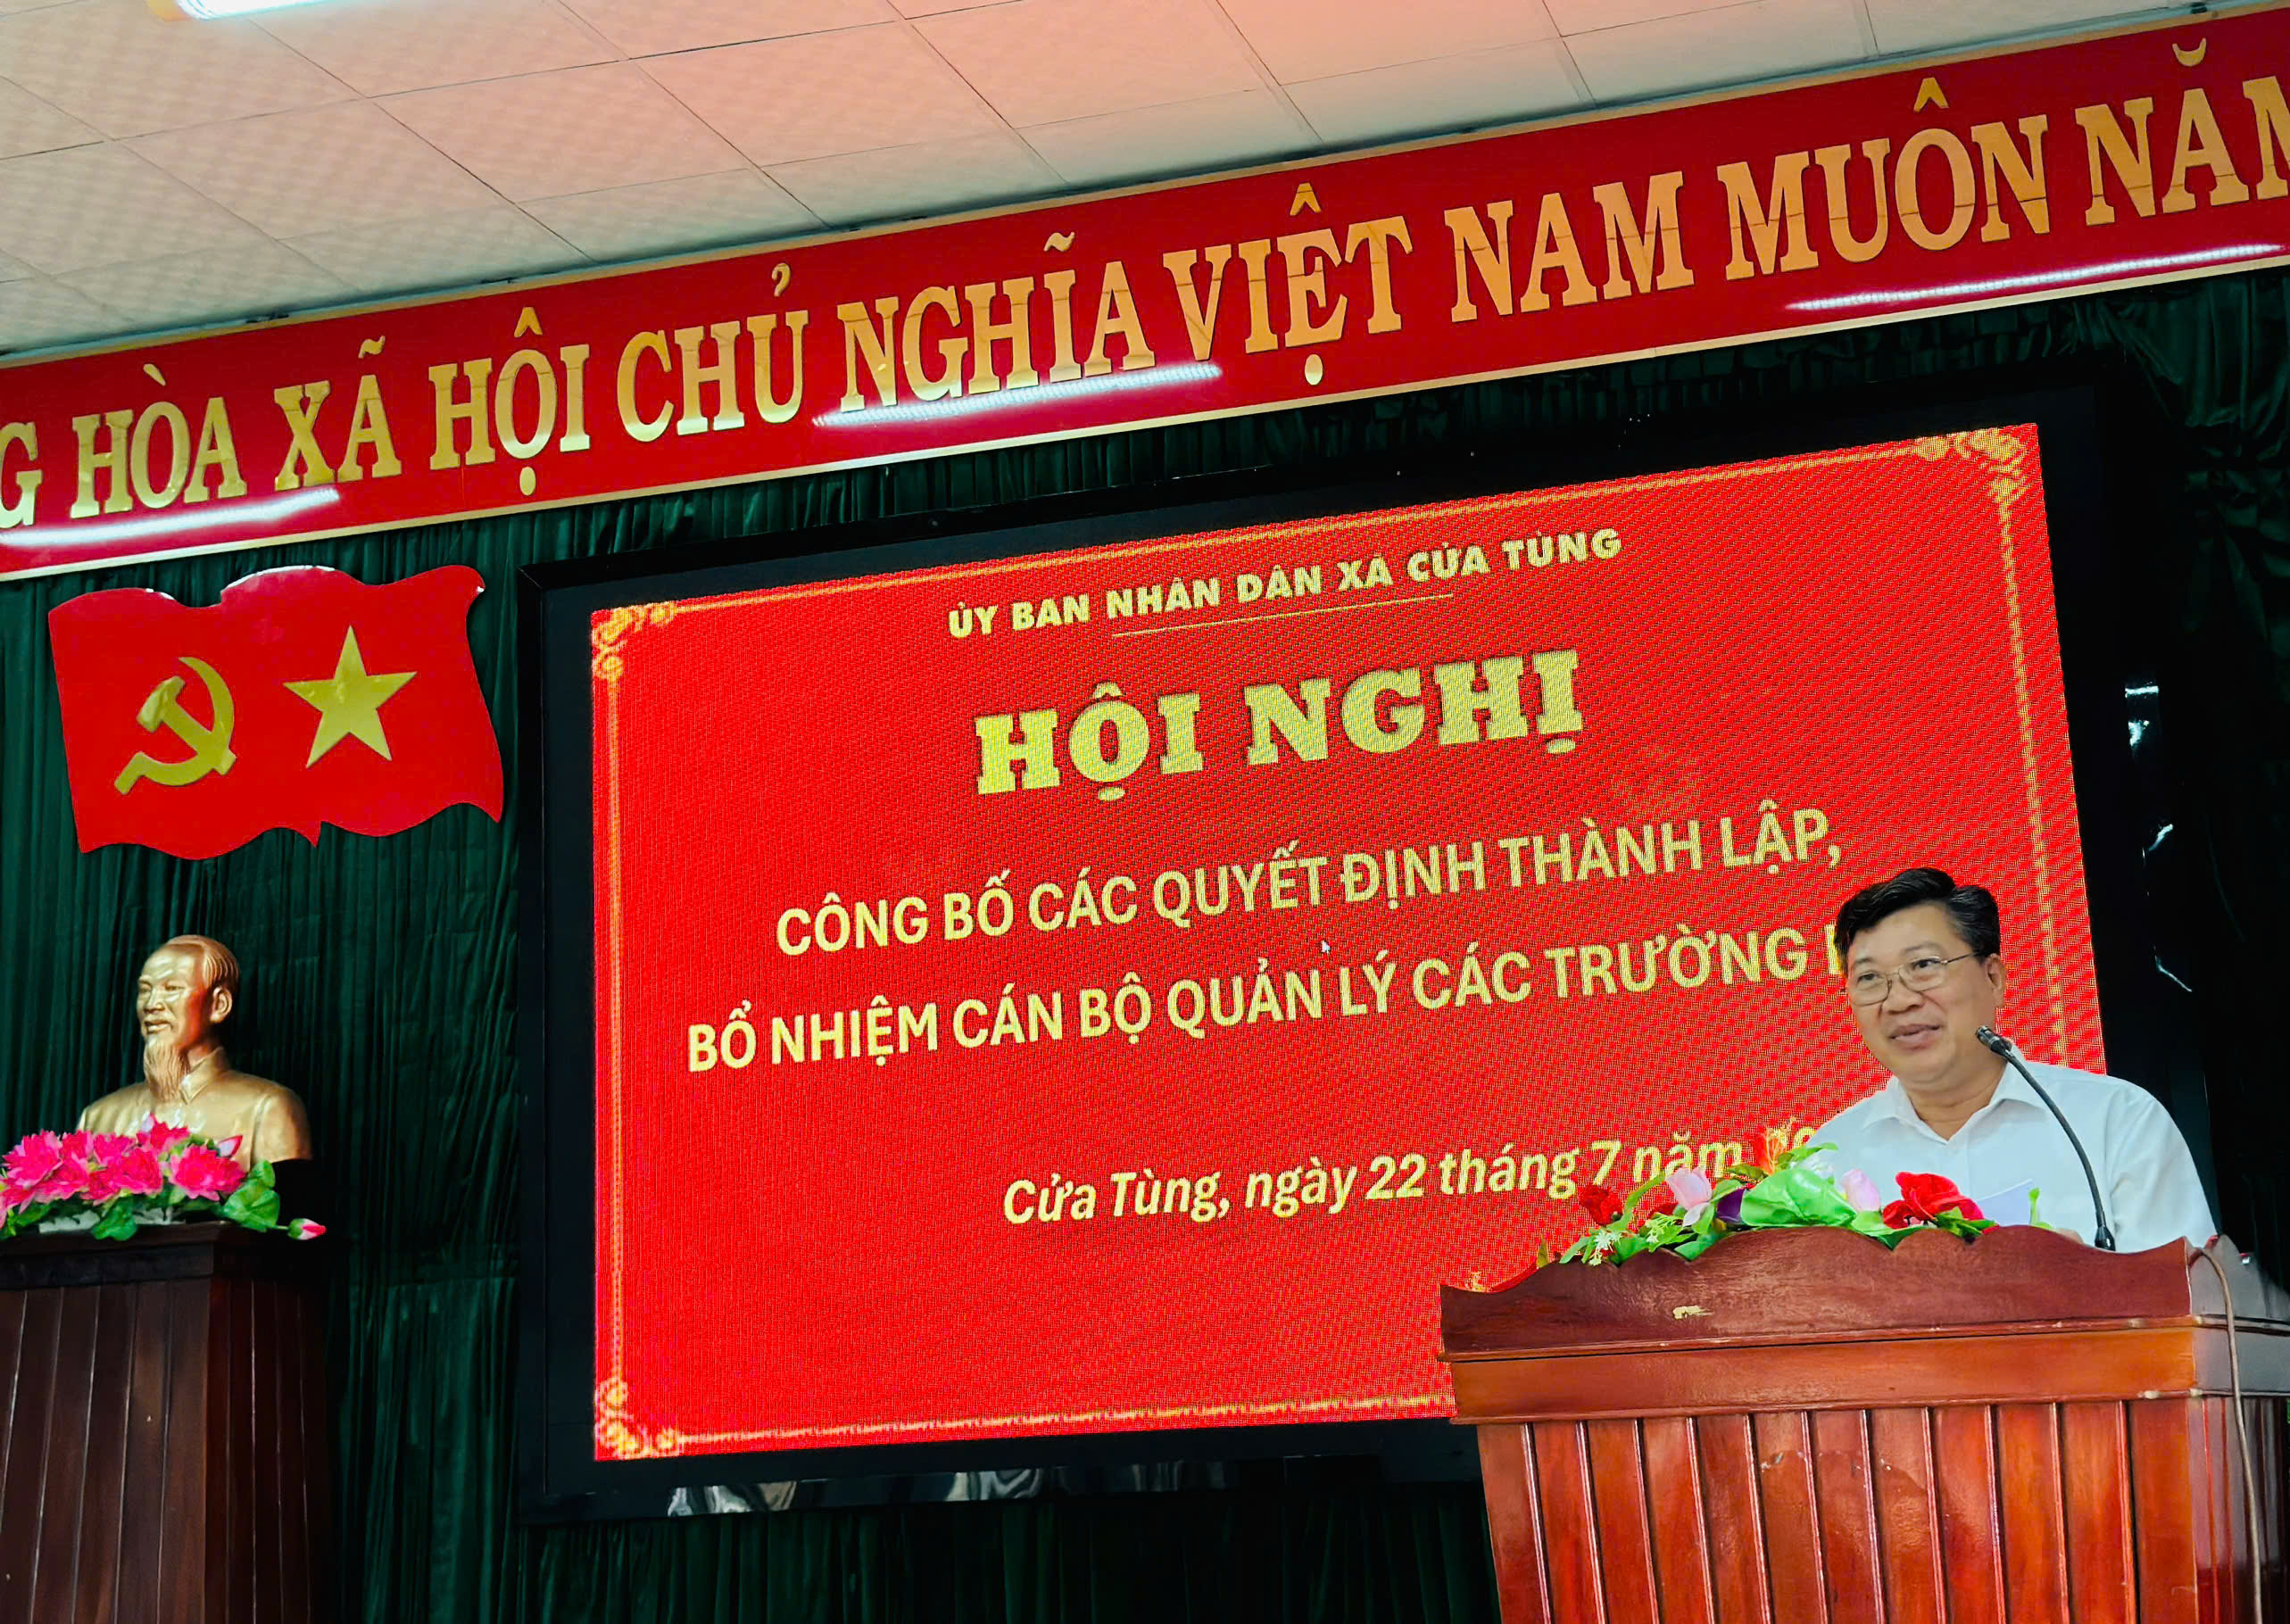 G HÒA XÃ HỘI CHỦ NGHĨA VIỆT NAM MUÔN NĂM
ỦY BAN NHÂN DÂN XÃ CỬA TÙNG
HỘI NGHỊ
CÔNG BỐ CÁC QUYẾT ĐỊNH THÀNH LẬP,
BỔ NHIỆM CÁN BỘ QUẢN LÝ CÁC TRƯỜNG
Cửa Tùng, ngày 22 tháng 7 năm